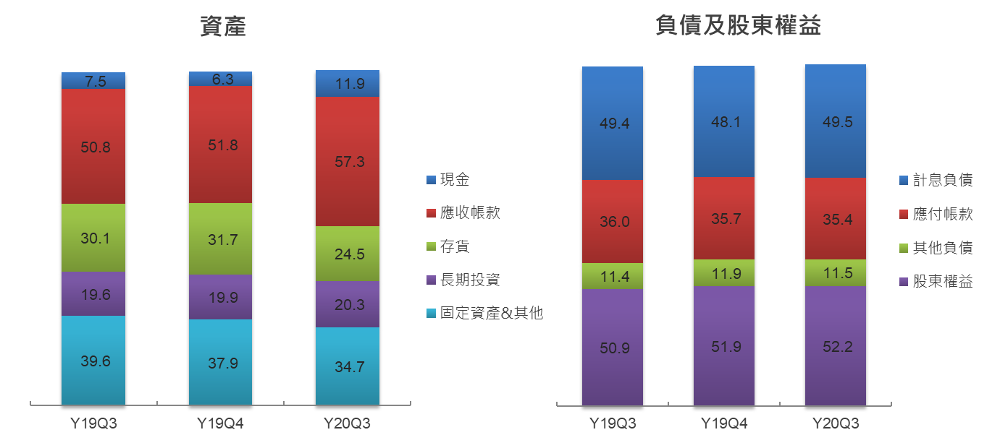 資產
7.5
6.3
11.9
50.8
51.8
57.3
30.1
31.7
24.5
19.6
19.9
20.3
39.6
37.9
34.7
Y19Q3
Y19Q4
Y20Q3
現金
應收帳款
存貨
長期投資
固定資產&其他
負債及股東權益
49.4
48.1
49.5
36.0
35.7
35.4
11.4
11.9
11.5
50.9
51.9
52.2
Y19Q3
Y19Q4
Y20Q3
計息負債
應付帳款
其他負債
股東權益